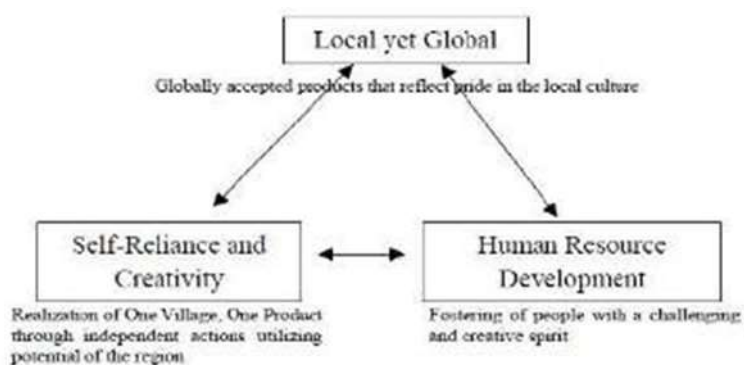 Local yet Global
Globally accepted products that reflect pride in the local culture
Self-Reliance and
Creativity
Realization of One Village, One Product
through independent actions utilizing
potential of the region
Human Resource
Development
Fostering of people with a challenging
and creative spirit